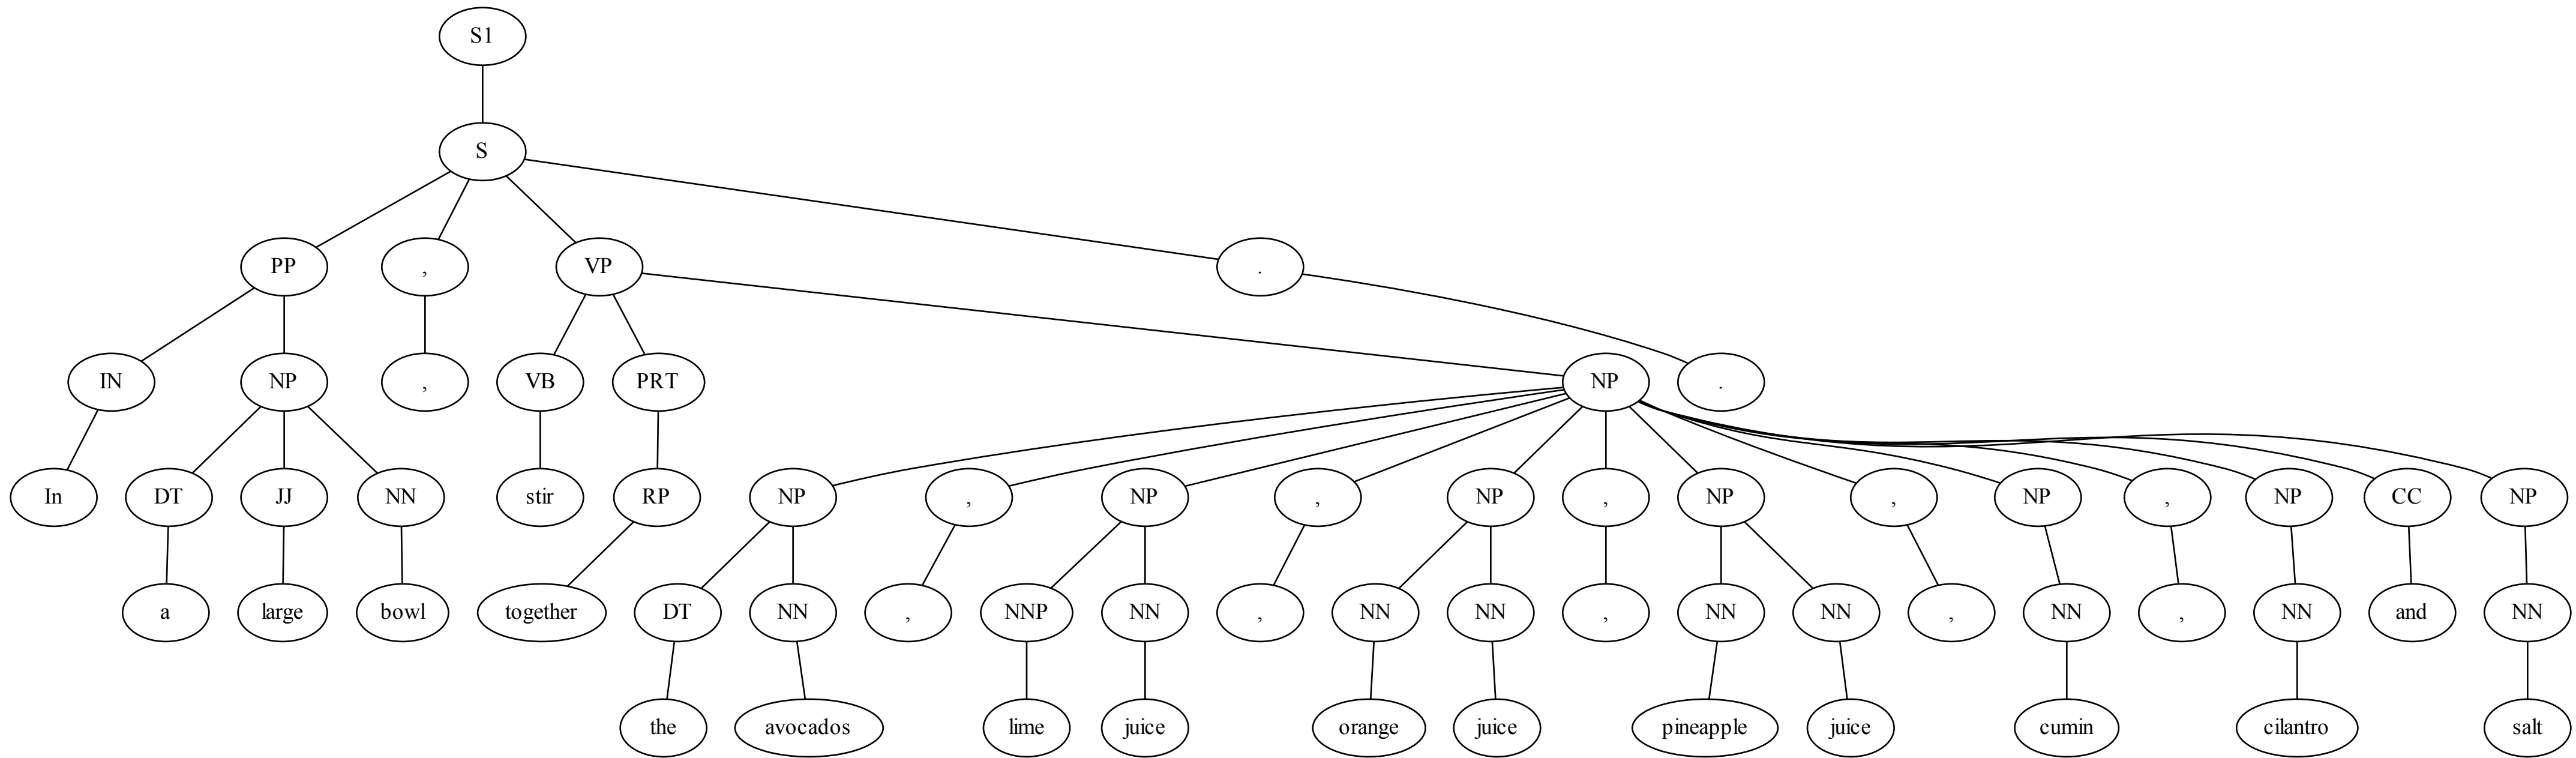 S1
S
PP , VP .
IN NP , VB PRT NP .
In DT JJ NN stir RP NP , NP , NP , NP , NP , NP CC NP
a large bowl together DT NN , NNP NN , NN NN , NN NN , NN , NN and NN
the avocados lime juice orange juice pineapple juice cumin cilantro salt